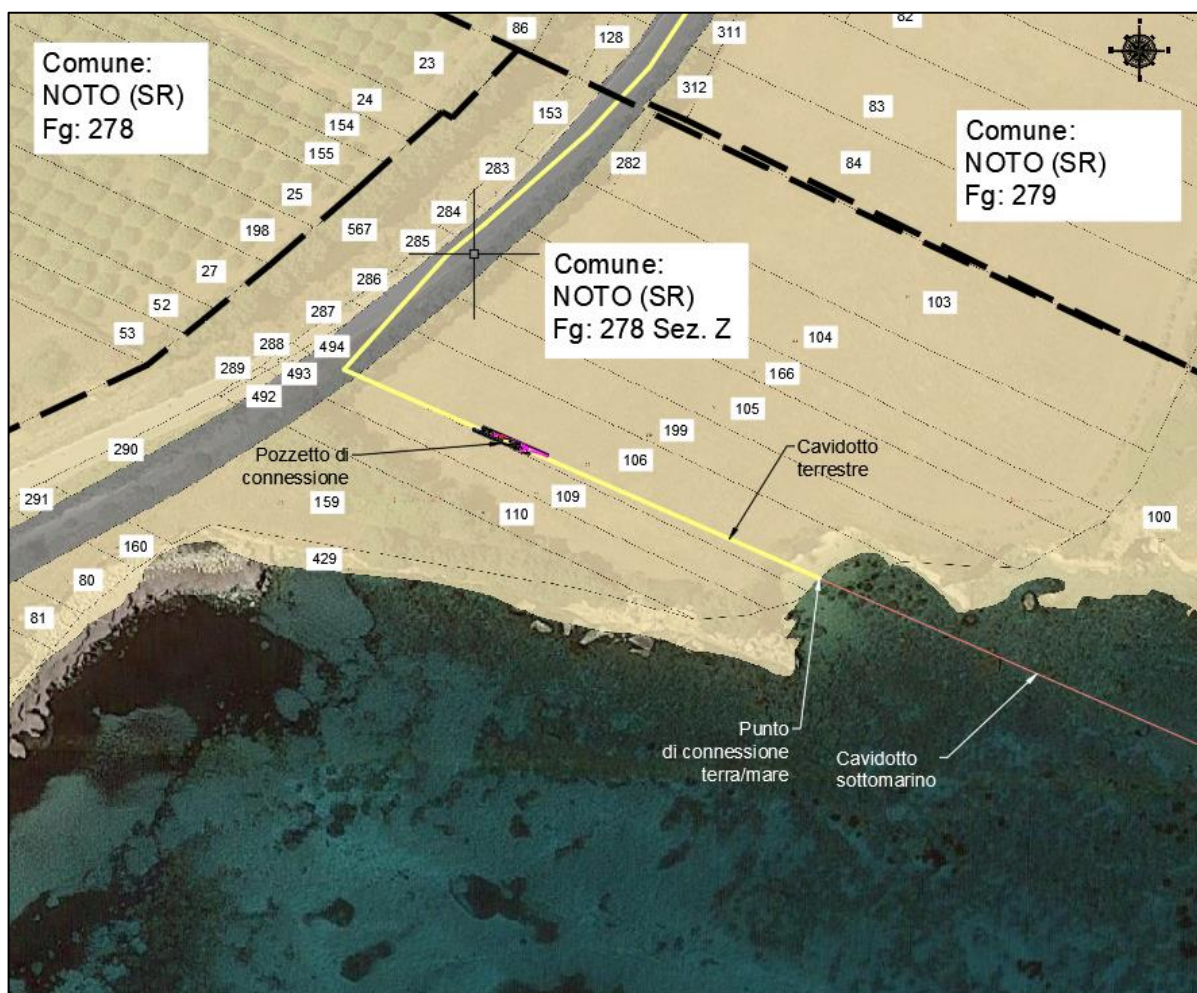 82
86
128
311
Comune:
NOTO (SR)
Fg: 278
23
312
24
83
154
153
Comune:
NOTO (SR)
Fg: 279
155
283
282
84
25
284
198
567
285
27
286
Comune:
NOTO (SR)
Fg: 278 Sez. Z
52
287
103
53
288
494
104
289
493
166
492
105
199
290
Pozzetto di
connessione
106
Cavidotto
terrestre
291
159
109
110
100
160
429
80
81
Punto
di connessione
terra/mare
Cavidotto
sottomarino